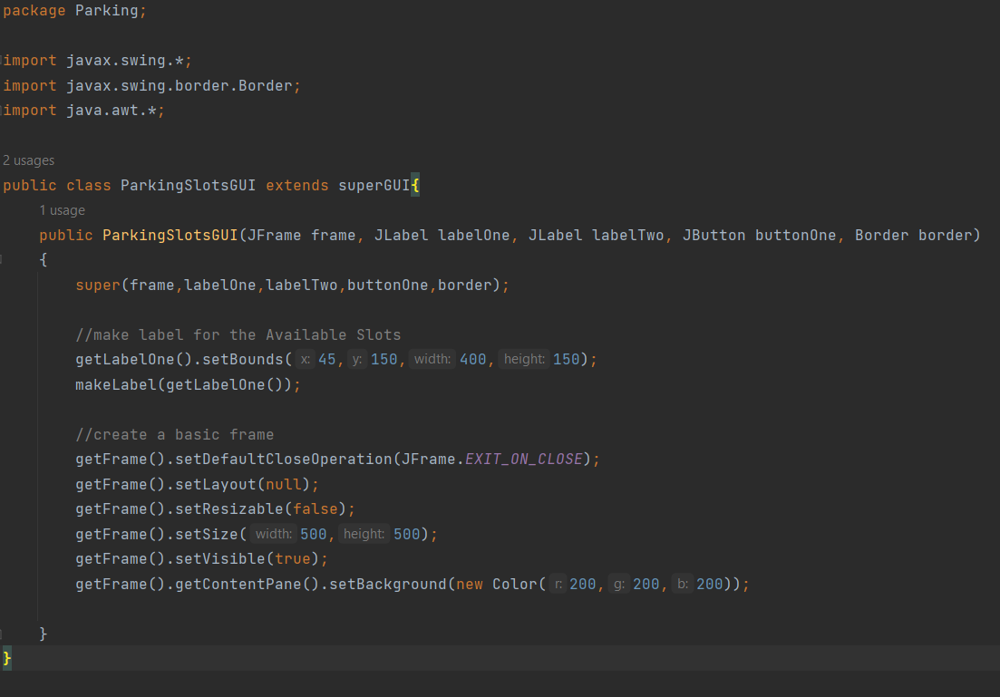 package Parking;
import javax.swing.*;
import javax.swing.border.Border;
import java.awt.*;
2 usages
public class ParkingSlotsGUI extends superGUI{
1 usage
public ParkingSlotsGUI(JFrame frame, JLabel labelOne, JLabel labelTwo, JButton buttonOne, Border border)
{
super(frame,labelOne,labelTwo,buttonOne,border);
//make label for the Available Slots
getLabelOne().setBounds( x: 45, y: 150, width: 400, height: 150);
makeLabel(getLabelOne());
//create a basic frame
getFrame().setDefaultCloseOperation(JFrame.EXIT_ON_CLOSE);
getFrame().setLayout(null);
getFrame().setResizable(false);
getFrame().setSize( width: 500, height: 500);
getFrame().setVisible(true);
getFrame().getContentPane().setBackground(new Color( r: 200, g: 200, b: 200));
}
}